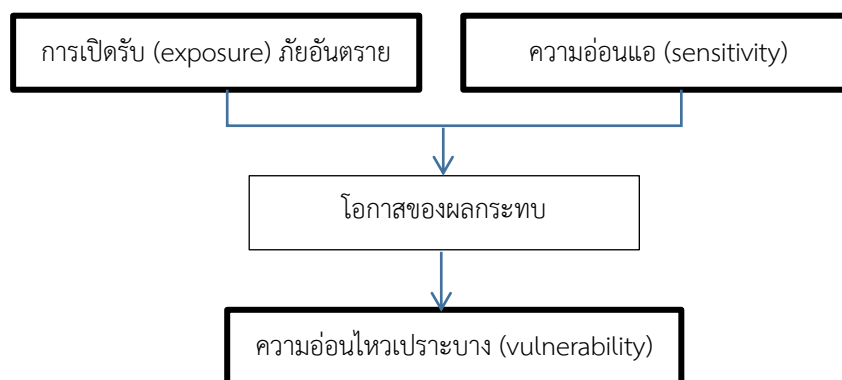 การเปิดรับ (exposure) ภัยอันตราย
ความอ่อนแอ (sensitivity)
โอกาสของผลกระทบ
ความอ่อนไหวเปราะบาง (vulnerability)